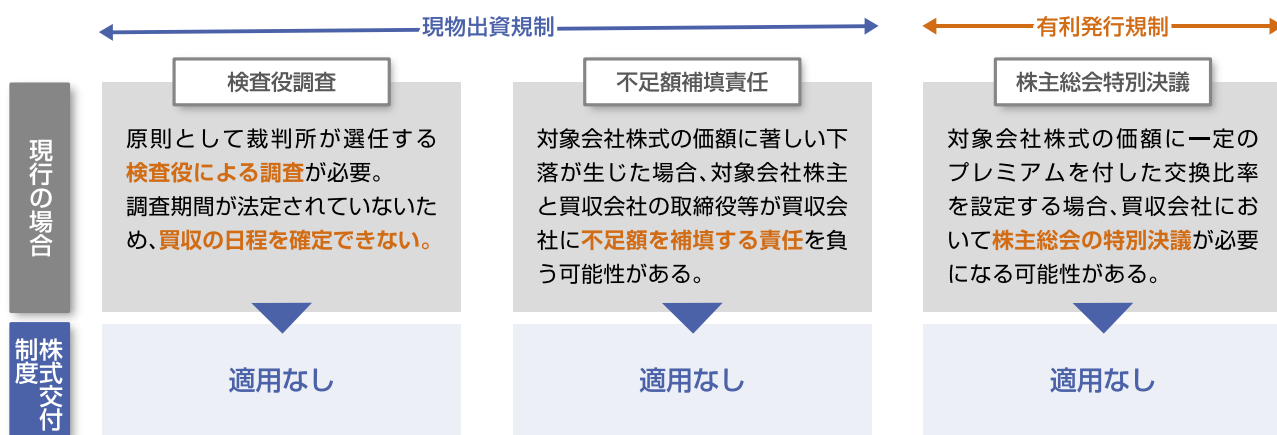 現物出資規制
有利発行規制
現行の場合
検査役調査
原則として裁判所が選任する
検査役による調査が必要。
調査期間が法定されていないた
め、買収の日程を確定できない。
不足額補填責任
対象会社株式の価額に著しい下
落が生じた場合、対象会社株主
と買収会社の取締役等が買収会
社に不足額を補填する責任を負
う可能性がある。
株主総会特別決議
対象会社株式の価額に一定の
プレミアムを付した交換比率
を設定する場合、買収会社にお
いて株主総会の特別決議が必要
になる可能性がある。
株式交付
制度
適用なし
適用なし
適用なし